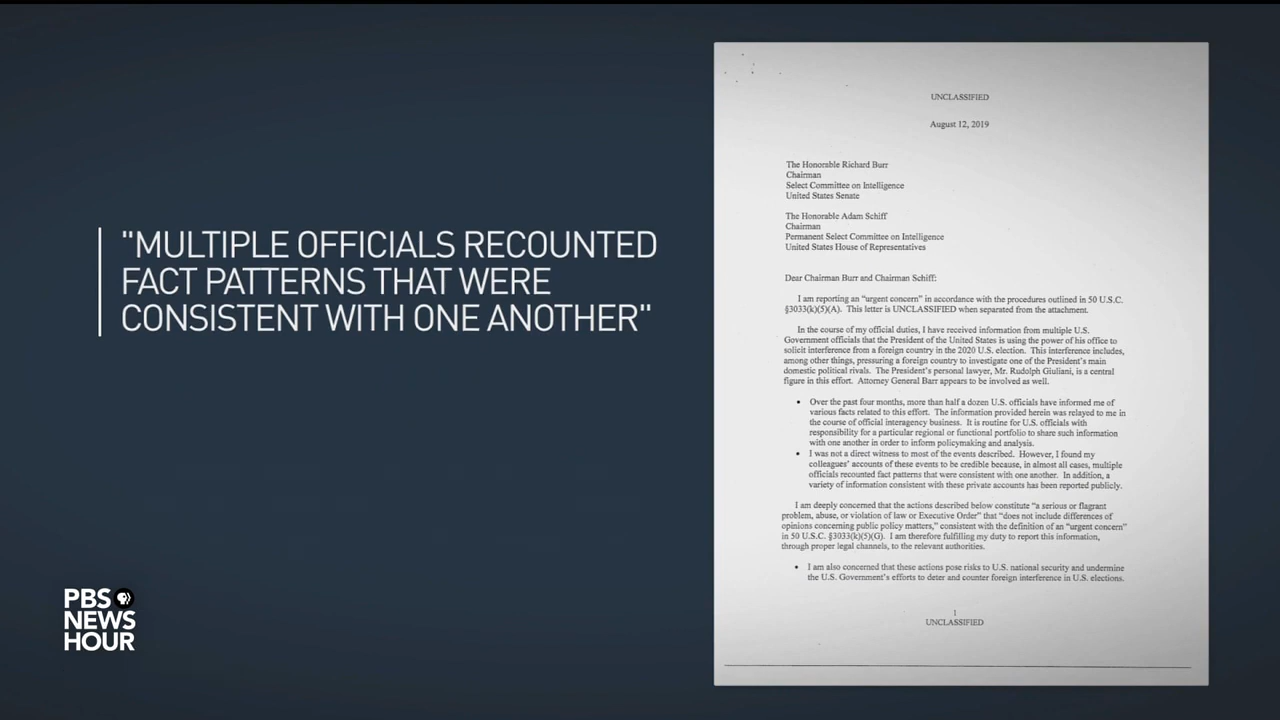 "MULTIPLE OFFICIALS RECOUNTED
FACT PATTERNS THAT WERE
CONSISTENT WITH ONE ANOTHER"
PBS
NEWS
HOUR
UNCLASSIFIED
August 12, 2019
The Honorable Richard Burr
Chairman
Select Committee on Intelligence
United States Senate
The Honorable Adam Schiff
Chairman
Permanent Select Committee on Intelligence
United States House of Representatives
Dear Chairman Burr and Chairman Schiff:
I am reporting an “urgent concern” in accordance with the procedures outlined in 50 U.S.C.
§3033(k)(5)(A). This letter is UNCLASSIFIED when separated from the attachment.
In the course of my official duties, I have received information from multiple U.S.
Government officials that the President of the United States is using the power of his office to
solicit interference from a foreign country in the 2020 U.S. election. This interference includes,
among other things, pressuring a foreign country to investigate one of the President’s main
domestic political rivals. The President’s personal lawyer, Mr. Rudolph Giuliani, is a central
figure in this effort. Attorney General Barr appears to be involved as well.
• Over the past four months, more than half a dozen U.S. officials have informed me of
various facts related to this effort. The information provided herein was relayed to me in
the course of official interagency business. It is routine for U.S. officials with
responsibility for a particular regional or functional portfolio to share such information
with one another in order to inform policymaking and analysis.
• I was not a direct witness to most of the events described. However, I found my
colleagues’ accounts of these events to be credible because, in almost all cases, multiple
officials recounted fact patterns that were consistent with one another. In addition, a
variety of information consistent with these private accounts has been reported publicly.
I am deeply concerned that the actions described below constitute “a serious or flagrant
problem, abuse, or violation of law or Executive Order” that “does not include differences of
opinions concerning public policy matters,” consistent with the definition of an “urgent concern”
in 50 U.S.C. §3033(k)(5)(G). I am therefore fulfilling my duty to report this information,
through proper legal channels, to the relevant authorities.
• I am also concerned that these actions pose risks to U.S. national security and undermine
the U.S. Government’s efforts to deter and counter foreign interference in U.S. elections.
1
UNCLASSIFIED